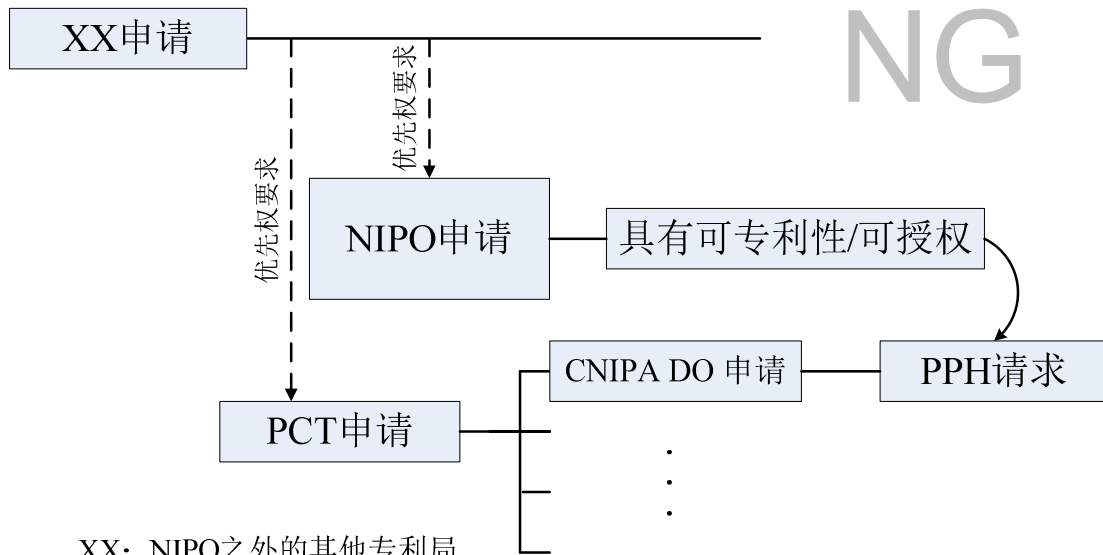 XX申请
NG
优先权要求
优先权要求
NIPO申请
具有可专利性/可授权
CNIPA DO 申请
PPH请求
PCT申请
XX：NIPO之外的其他专利局